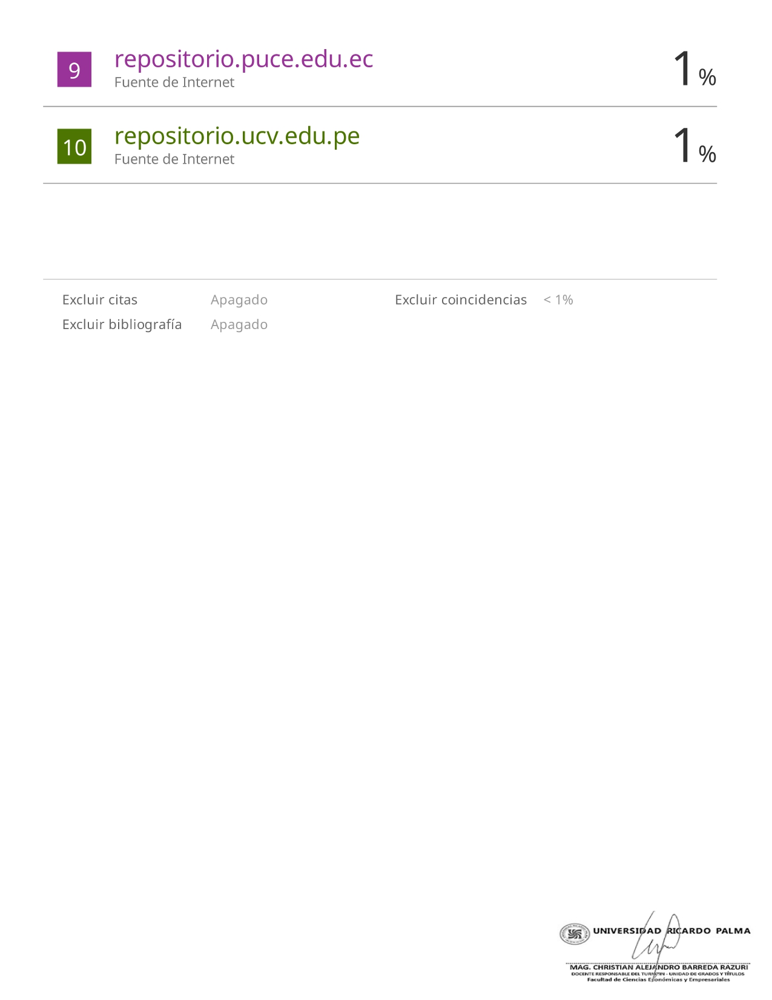 9
repositorio.puce.edu.ec
Fuente de Internet
1%
10
repositorio.ucv.edu.pe
Fuente de Internet
1%
Excluir citas Apagado Excluir coincidencias < 1%
Excluir bibliografía Apagado
UNIVERSIDAD RICARDO PALMA
MAG. CHRISTIAN ALEJANDRO BARREDA RAZURI
DOCENTE RESPONSABLE DEL TURNITIN - UNIDAD DE GRADOS Y TÍTULOS
Facultad de Ciencias Económicas y Empresariales